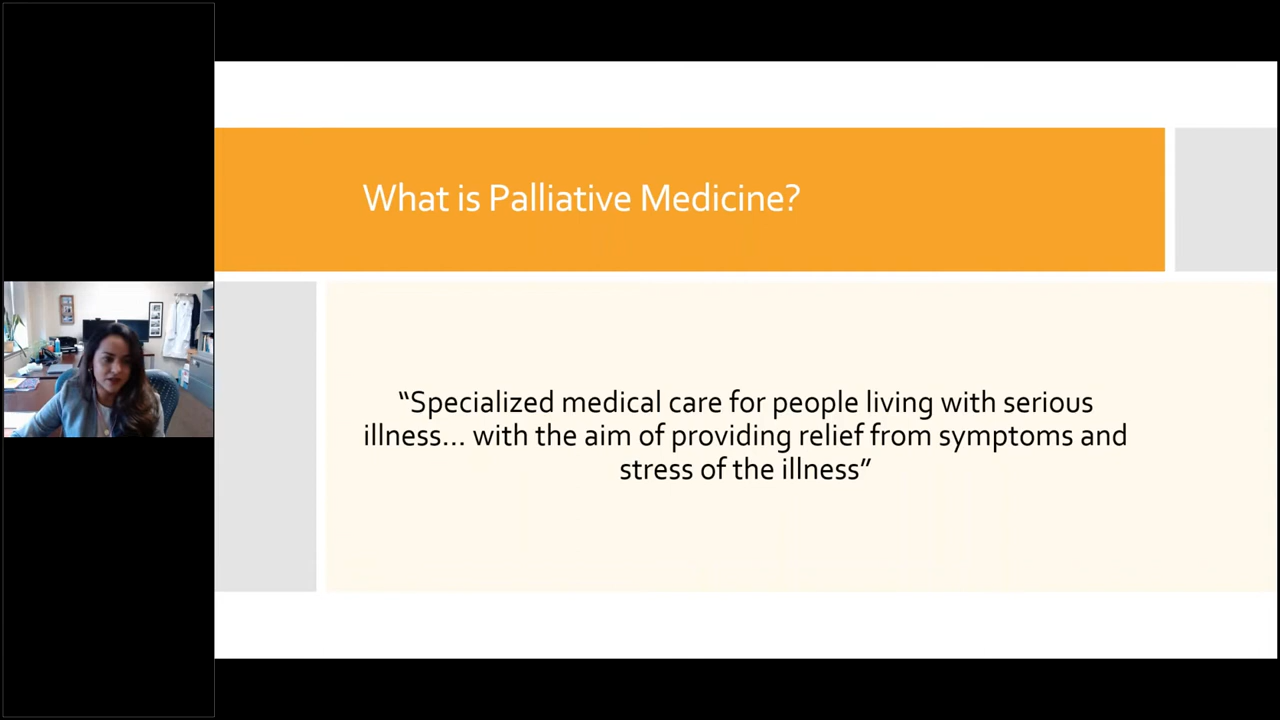 What is Palliative Medicine?
“Specialized medical care for people living with serious
illness… with the aim of providing relief from symptoms and
stress of the illness”